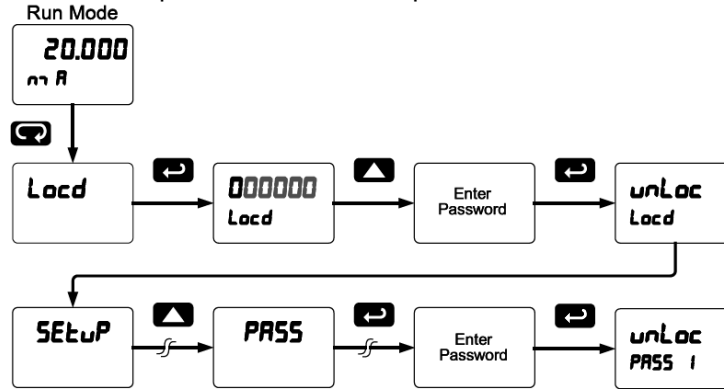 Run Mode
20.000
mA
Locd
000000
Locd
Enter
Password
unLoc
Locd
SEtuP
PASS
Enter
Password
unLoc
PASS 1